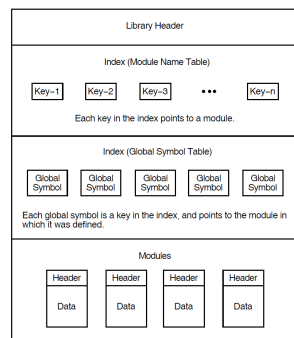 Library Header
Index (Module Name Table)
Key-1 Key-2 Key-3 ••• Key-n
Each key in the index points to a module.
Index (Global Symbol Table)
Global Global Global Global Global
Symbol Symbol Symbol Symbol Symbol
Each global symbol is a key in the index, and points to the module in
which it was defined.
Modules
Header Header Header Header
Data Data Data Data